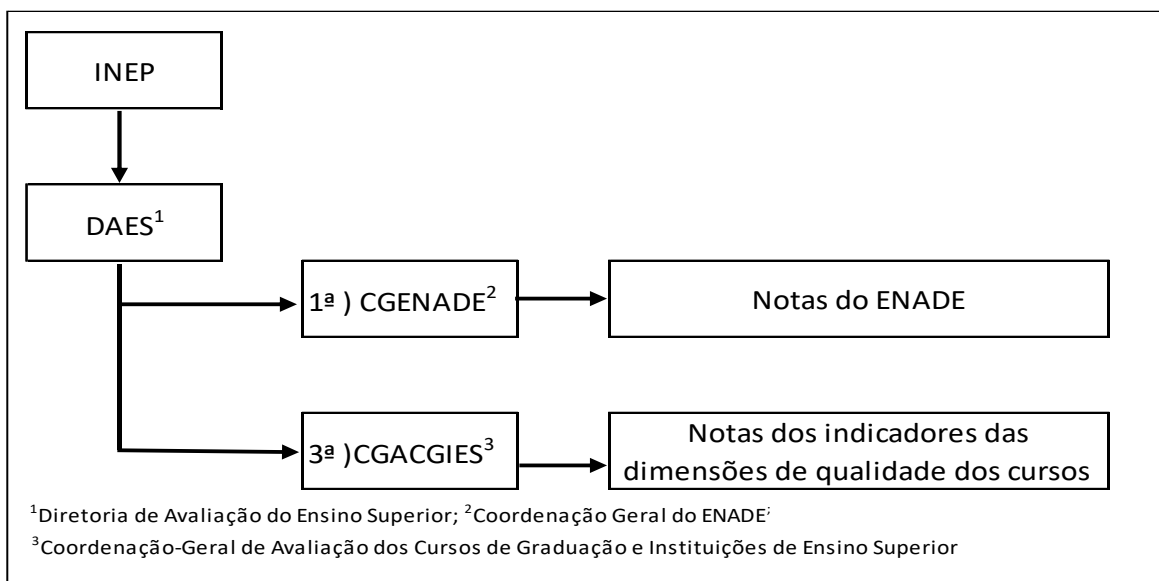 INEP
DAES¹
1ª ) CGENADE²
Notas do ENADE
3ª )CGACGIES³
Notas dos indicadores das
dimensões de qualidade dos cursos
¹Diretoria de Avaliação do Ensino Superior; ²Coordenação Geral do ENADE;
³Coordenação-Geral de Avaliação dos Cursos de Graduação e Instituições de Ensino Superior